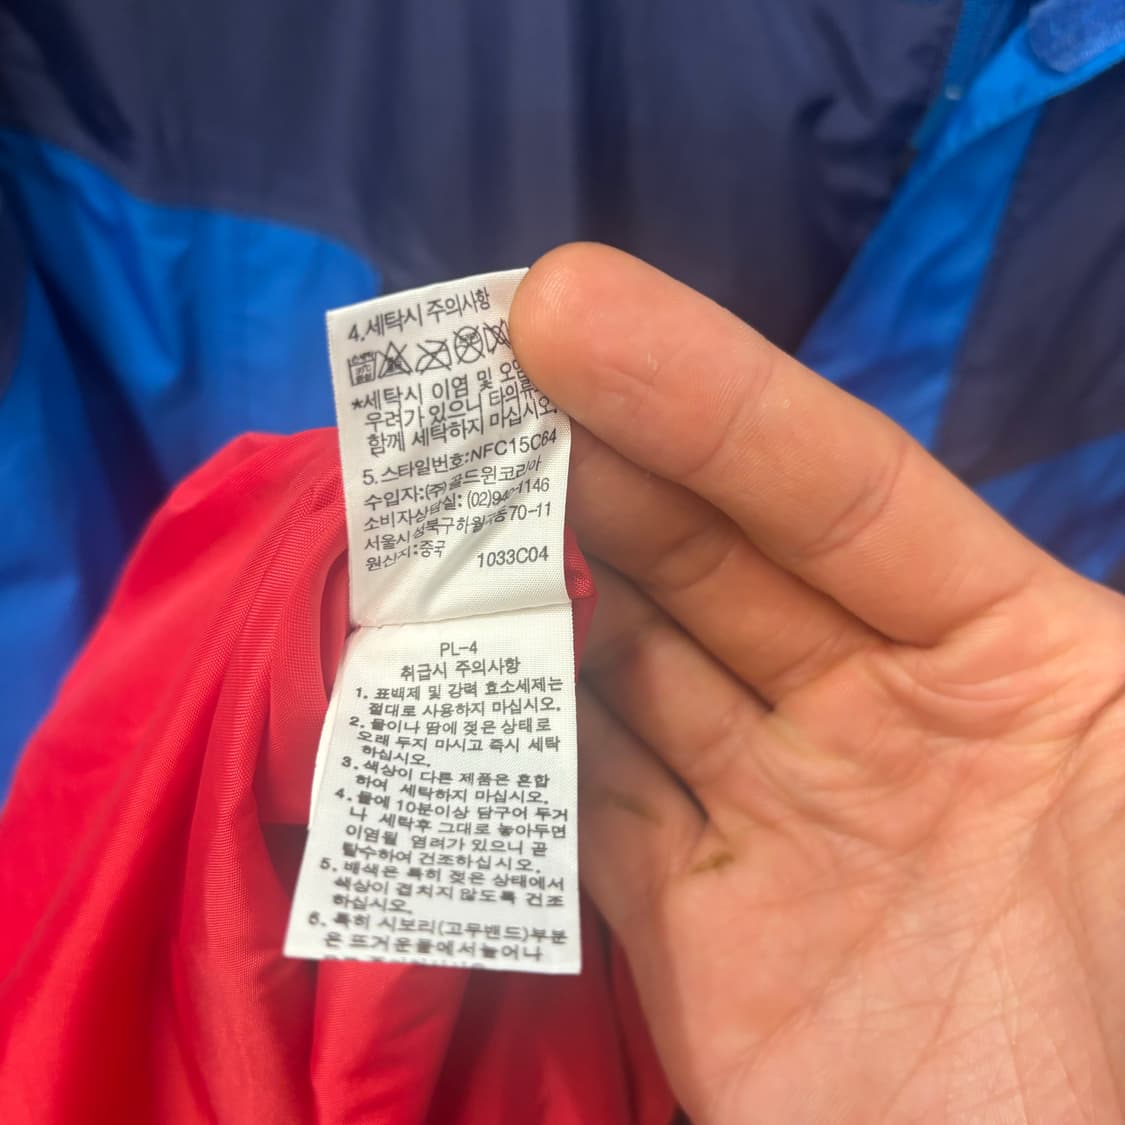 4.세탁시 주의사항
*세탁시 이염 및
우려가 있으니 타의류
함께 세탁하지 마십시오.
5.스타일번호:NFC15C64
수입자:(주)골드윈코리아
소비자상담실:
서울시성북구하월곡동70-11
원산지:중국 1033C04
PL-4
취급시 주의사항
1. 표백제 및 강력 효소세제는
절대로 사용하지 마십시오.
2. 물이나 땀에 젖은 상태로
오래 두지 마시고 즉시 세탁
하십시오.
3. 색상이 다른 제품은 혼합
하여 세탁하지 마십시오.
4. 물에 10분이상 담구어 두거
나 세탁후 그대로 놓아두면
이염될 염려가 있으니 곧
탈수하여 건조하십시오.
5. 배색은 특히 젖은 상태에서
색상이 겹치지 않도록 건조
하십시오.
6. 특히 시보리(고무밴드)부분
은 뜨거운물에서 늘어나